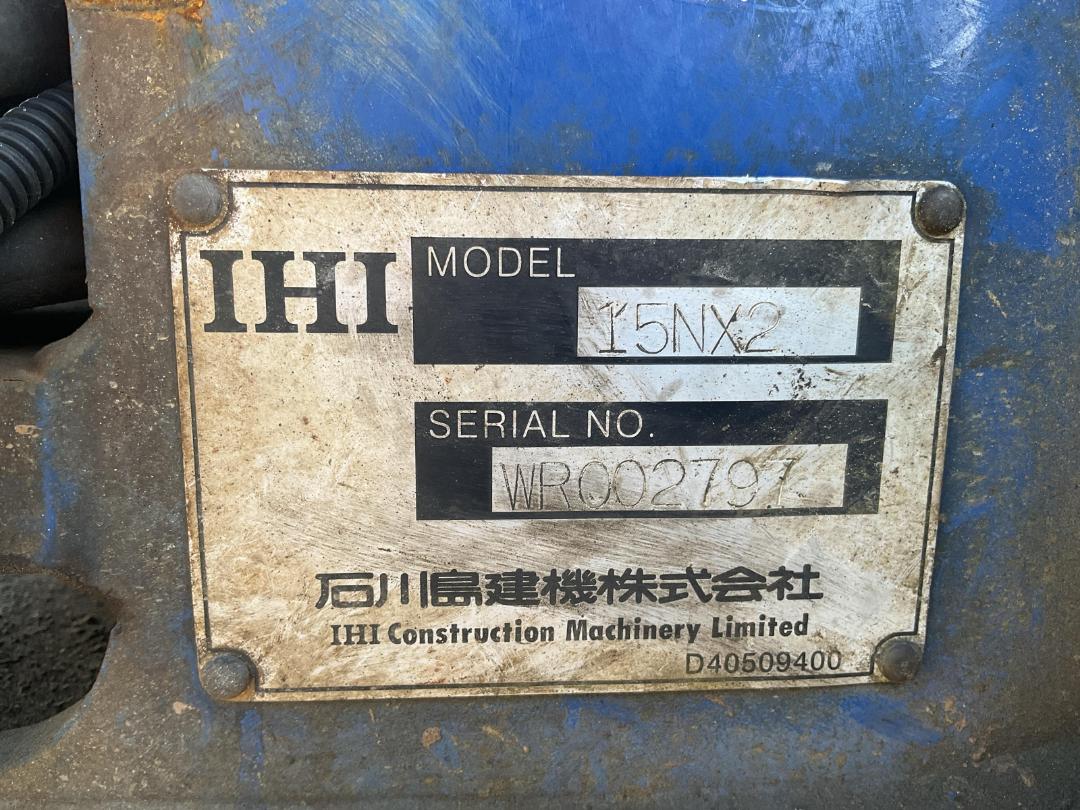 IHI
MODEL
15NX2
SERIAL NO.
WR002797
石川島建機株式会社
IHI Construction Machinery Limited
D40509400